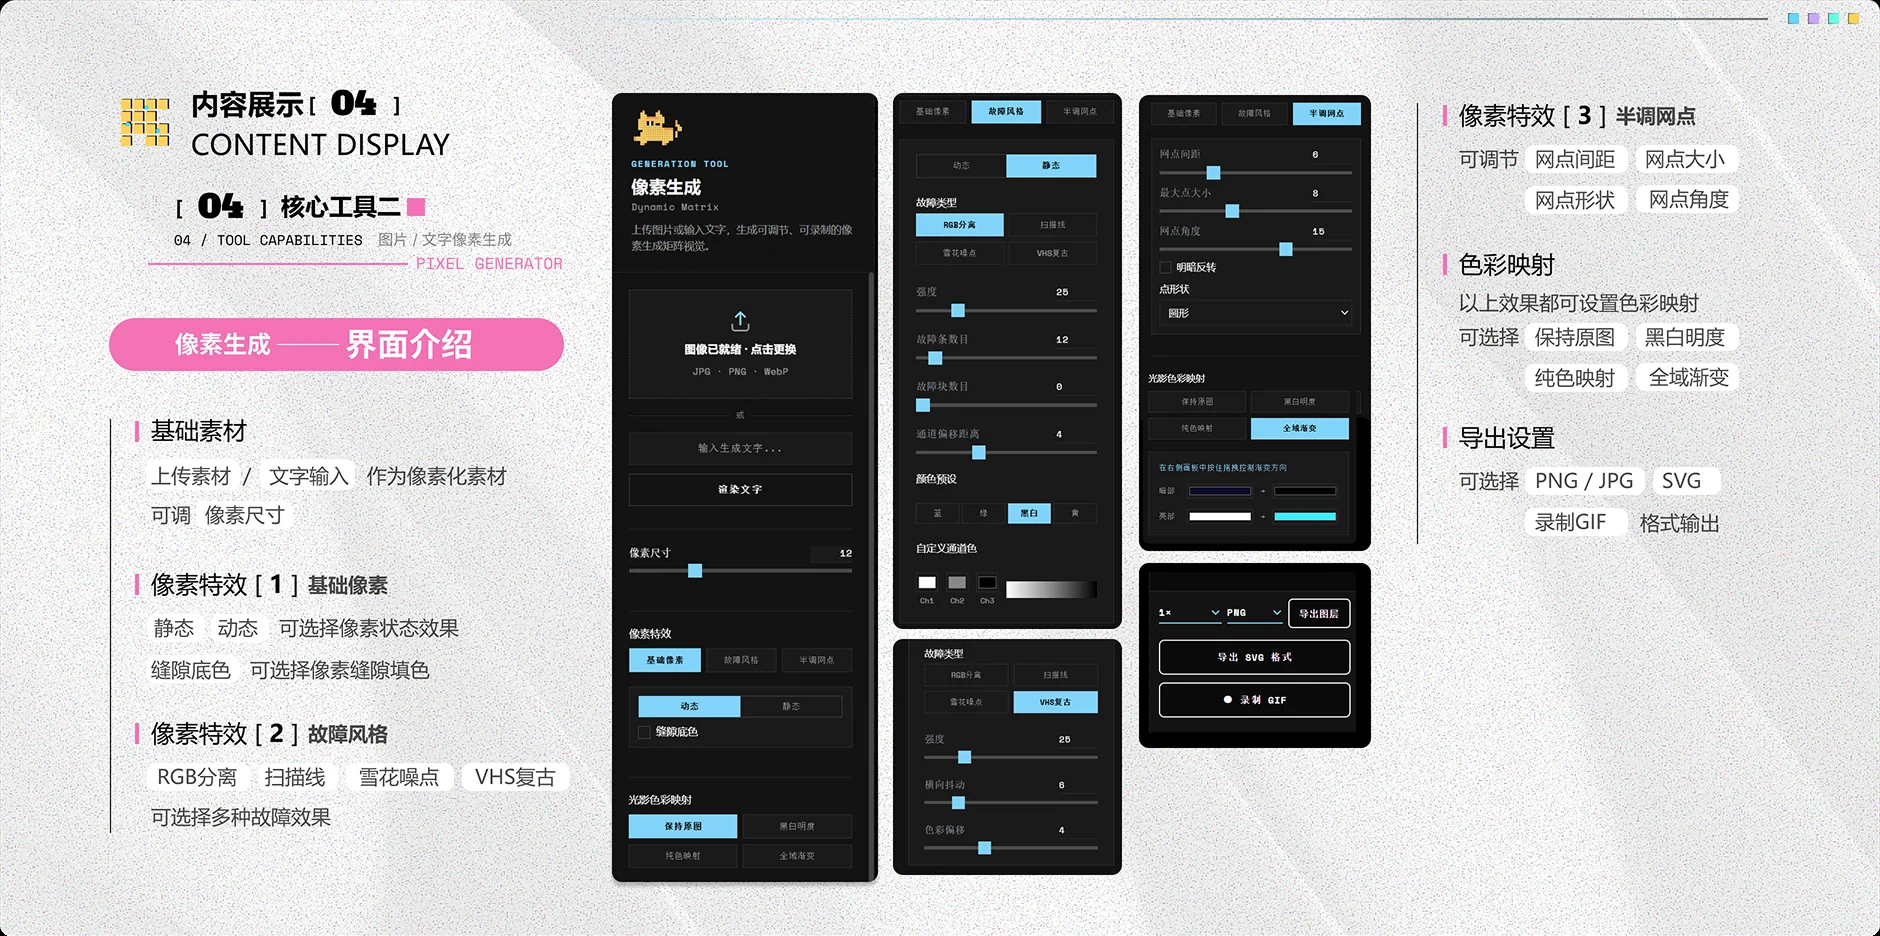 内容展示 [ 04 ]
CONTENT DISPLAY
[ 04 ] 核心工具二
04 / TOOL CAPABILITIES 图片 / 文字像素生成
PIXEL GENERATOR
像素生成 界面介绍
基础素材
上传素材 / 文字输入 作为像素化素材
可调 像素尺寸
像素特效 [ 1 ] 基础像素
静态 动态 可选择像素状态效果
缝隙底色 可选择像素缝隙填色
像素特效 [ 2 ] 故障风格
RGB分离 扫描线 雪花噪点 VHS复古
可选择多种故障效果
GENERATION TOOL
像素生成
Dynamic Matrix
上传图片或输入文字，生成可调节、可录制的像
素生成矩阵视觉。
图像已就绪 · 点击更换
JPG · PNG · WebP
或
输入生成文字...
渲染文字
像素尺寸 12
像素特效
基础像素 故障风格 半调网点
动态 静态
缝隙底色
光影色彩映射
保持原图 黑白明度
纯色映射 全域渐变
基础像素 故障风格 半调网点
动态 静态
故障类型
RGB分离 扫描线
雪花噪点 VHS复古
强度 25
故障条数目 12
故障块数目 0
通道偏移距离 4
颜色预设
蓝 绿 黑白 黄
自定义通道色
Ch1 Ch2 Ch3
故障类型
RGB分离 扫描线
雪花噪点 VHS复古
强度 25
横向抖动 6
色彩偏移 4
基础像素 故障风格 半调网点
网点间距 6
最大点大小 8
网点角度 15
明暗反转
点形状
圆形
光影色彩映射
保持原图 黑白明度
纯色映射 全域渐变
在右侧画板中按住拖拽控制渐变方向
暗部 →
亮部 →
1× PNG 导出图层
导出 SVG 格式
● 录制 GIF
像素特效 [ 3 ] 半调网点
可调节 网点间距 网点大小
网点形状 网点角度
色彩映射
以上效果都可设置色彩映射
可选择 保持原图 黑白明度
纯色映射 全域渐变
导出设置
可选择 PNG / JPG SVG
录制GIF 格式输出